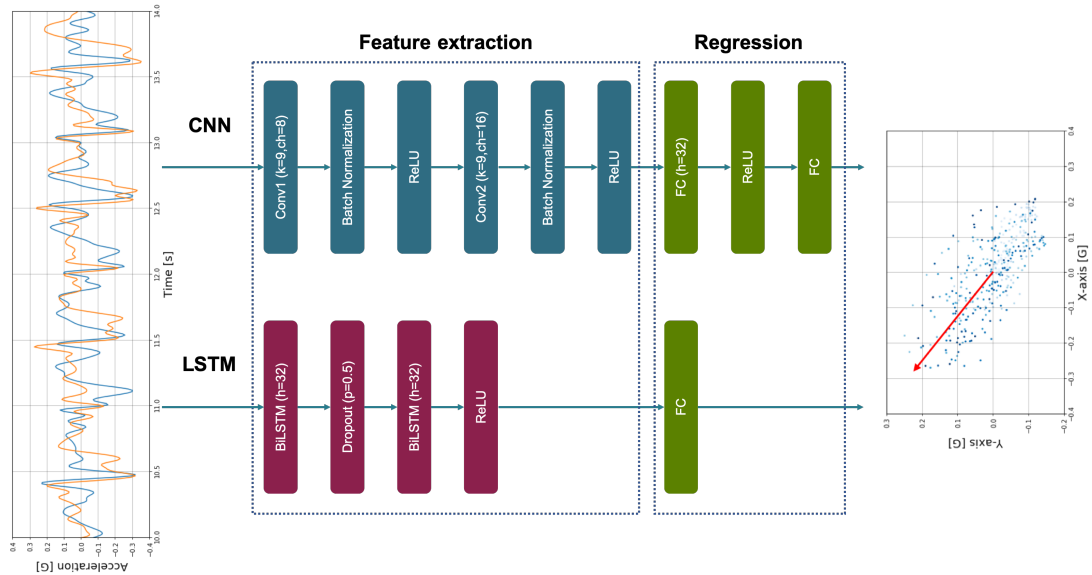 Feature extraction
Regression
CNN
Conv1 (k=9,ch=8)
Batch Normalization
ReLU
Conv2 (k=9,ch=16)
Batch Normalization
ReLU
FC (h=32)
ReLU
FC
LSTM
BiLSTM (h=32)
Dropout (p=0.5)
BiLSTM (h=32)
ReLU
FC
Time [s]
10.0
10.5
11.0
11.5
12.0
12.5
13.0
13.5
14.0
Acceleration [G]
0.4
0.3
0.2
0.1
0.0
−0.1
−0.2
−0.3
−0.4
X-axis [G]
−0.4
−0.3
−0.2
−0.1
0.0
0.1
0.2
0.3
0.4
Y-axis [G]
0.3
0.2
0.1
0.0
−0.1
−0.2